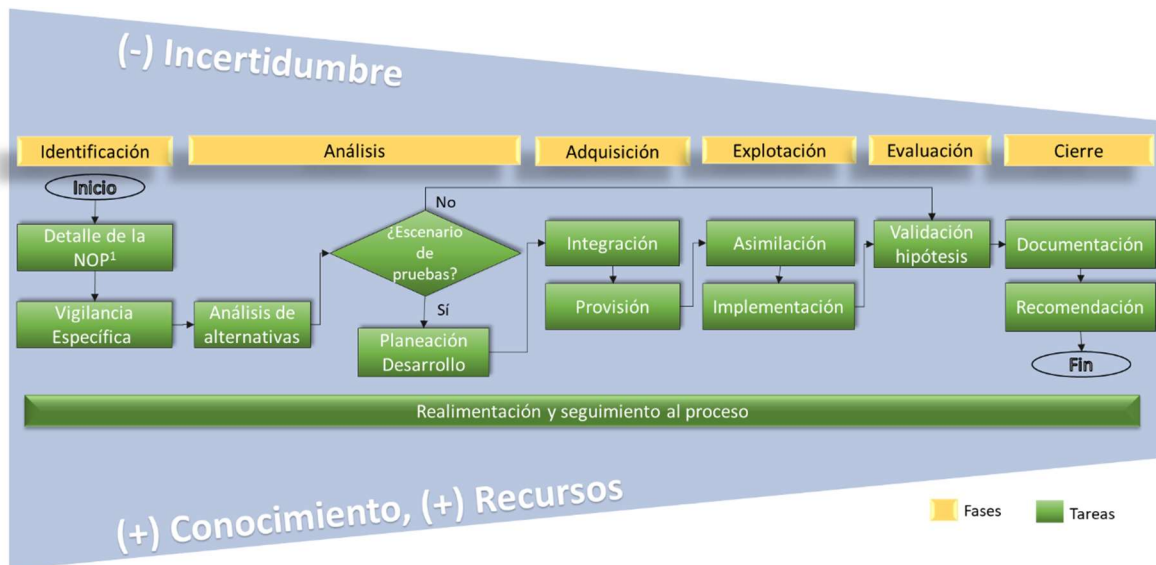 (-) Incertidumbre
Identificación
Análisis
Adquisición
Explotación
Evaluación
Cierre
Inicio
No
Detalle de la
NOP¹
¿Escenario
de
pruebas?
Integración
Asimilación
Validación
hipótesis
Documentación
Vigilancia
Específica
Análisis de
alternativas
Sí
Planeación
Desarrollo
Provisión
Implementación
Recomendación
Fin
Realimentación y seguimiento al proceso
(+) Conocimiento, (+) Recursos
Fases
Tareas